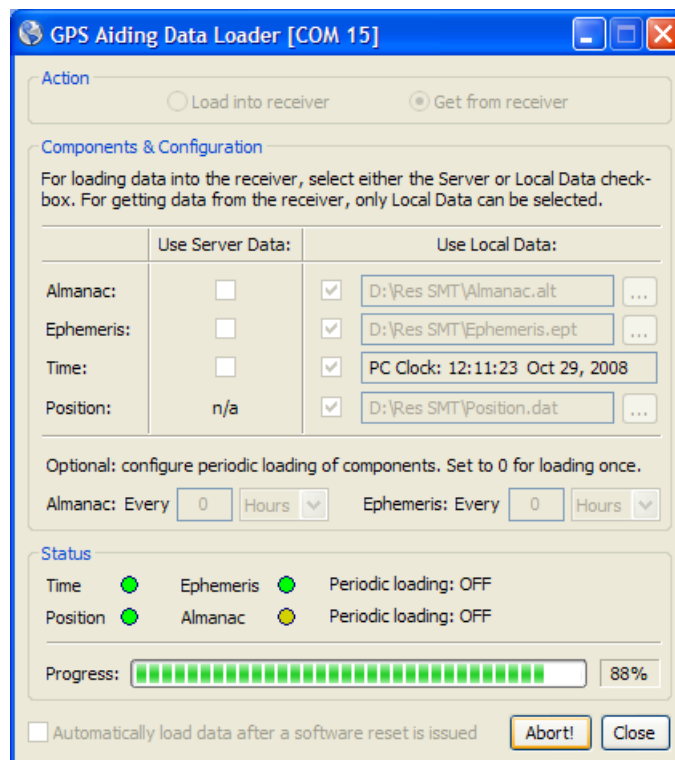 GPS Aiding Data Loader [COM 15]
Action
Load into receiver Get from receiver
Components & Configuration
For loading data into the receiver, select either the Server or Local Data check-
box. For getting data from the receiver, only Local Data can be selected.
Use Server Data: Use Local Data:
Almanac: D:\Res SMT\Almanac.alt ...
Ephemeris: D:\Res SMT\Ephemeris.ept ...
Time: PC Clock: 12:11:23 Oct 29, 2008
Position: n/a D:\Res SMT\Position.dat ...
Optional: configure periodic loading of components. Set to 0 for loading once.
Almanac: Every 0 Hours Ephemeris: Every 0 Hours
Status
Time Ephemeris Periodic loading: OFF
Position Almanac Periodic loading: OFF
Progress: 88%
Automatically load data after a software reset is issued Abort! Close